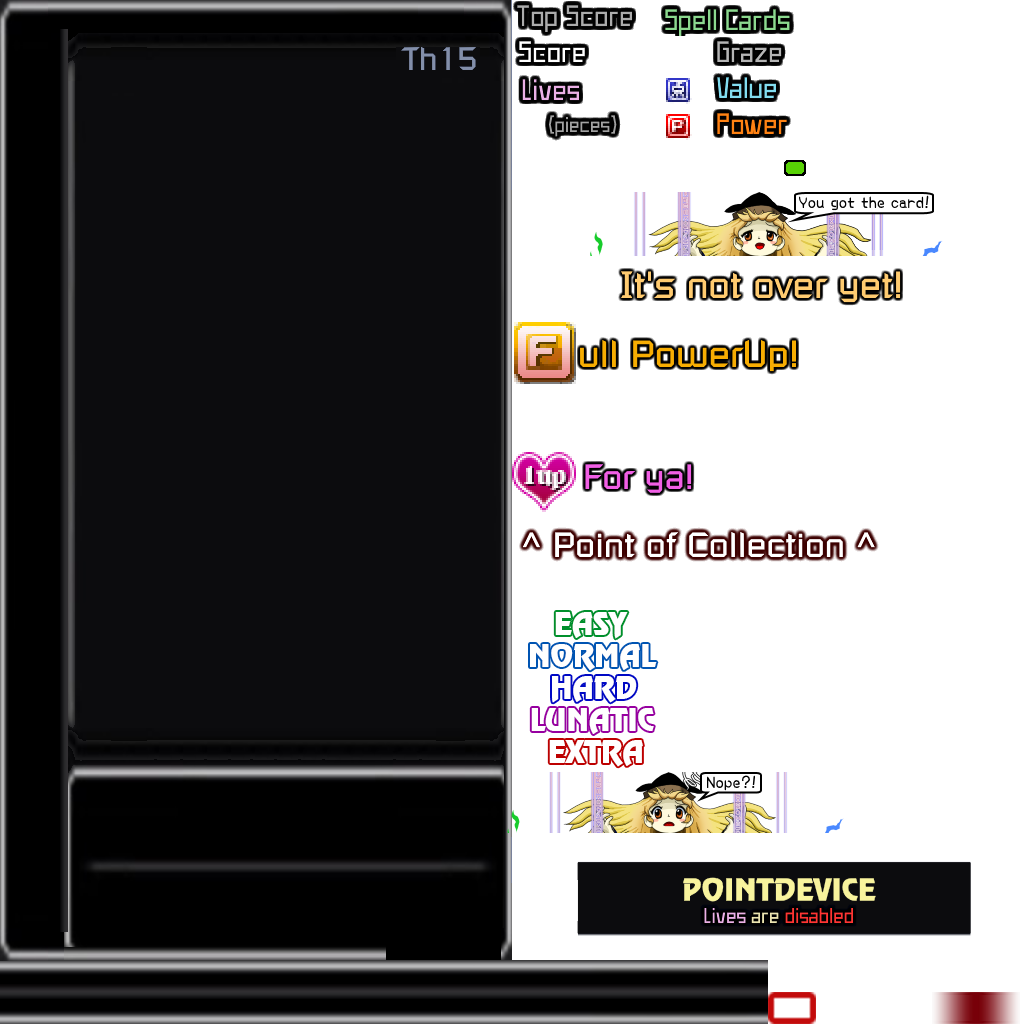 Th15
Top Score
Spell Cards
Score
Graze
Lives
Value
(pieces)
P
Power
You got the card!
It's not over yet!
Full PowerUp!
1up For ya!
^ Point of Collection ^
EASY
NORMAL
HARD
LUNATIC
EXTRA
Nope?!
POINTDEVICE
Lives are disabled